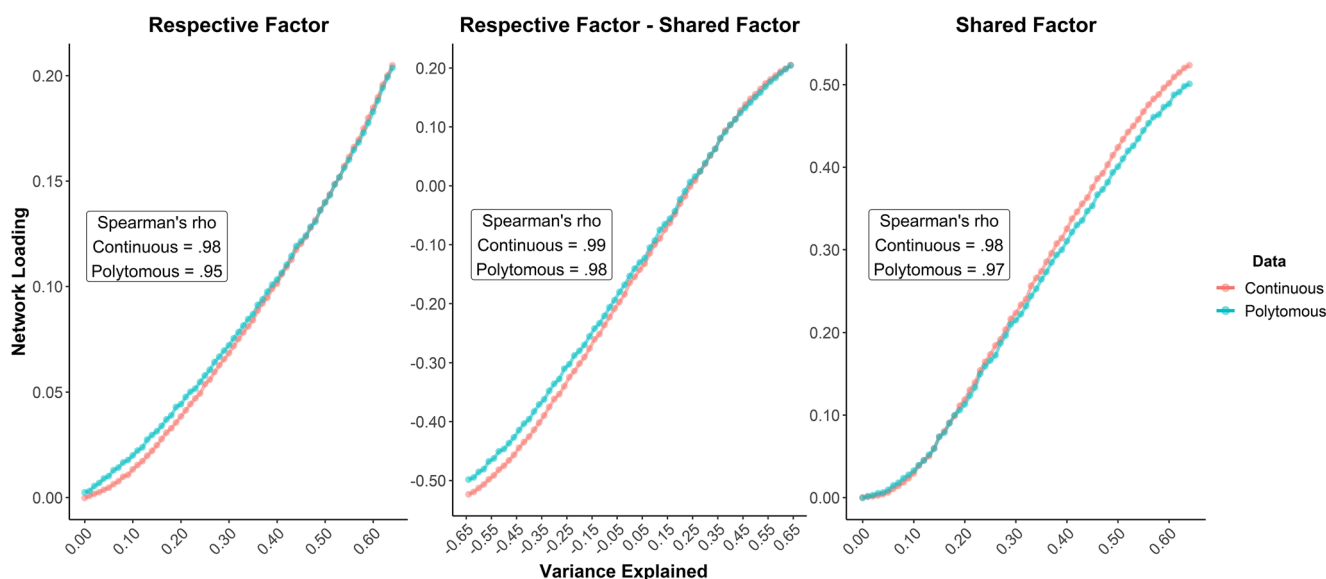 Respective Factor
Respective Factor - Shared Factor
Shared Factor
Network Loading
0.20
0.15
0.10
0.05
0.00
Spearman's rho
Continuous = .98
Polytomous = .95
0.00 0.10 0.20 0.30 0.40 0.50 0.60
0.20
0.10
0.00
-0.10
-0.20
-0.30
-0.40
-0.50
Spearman's rho
Continuous = .99
Polytomous = .98
-0.65 -0.55 -0.45 -0.35 -0.25 -0.15 -0.05 0.05 0.15 0.25 0.35 0.45 0.55 0.65
0.50
0.40
0.30
0.20
0.10
0.00
Spearman's rho
Continuous = .98
Polytomous = .97
0.00 0.10 0.20 0.30 0.40 0.50 0.60
Variance Explained
Data
Continuous
Polytomous